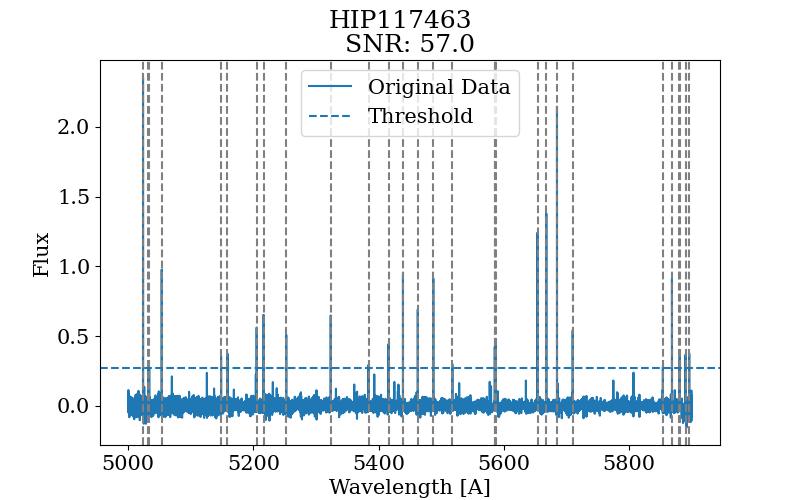 HIP117463
SNR: 57.0
Original Data
Threshold
2.0
1.5
1.0
0.5
0.0
Flux
5000 5200 5400 5600 5800
Wavelength [A]